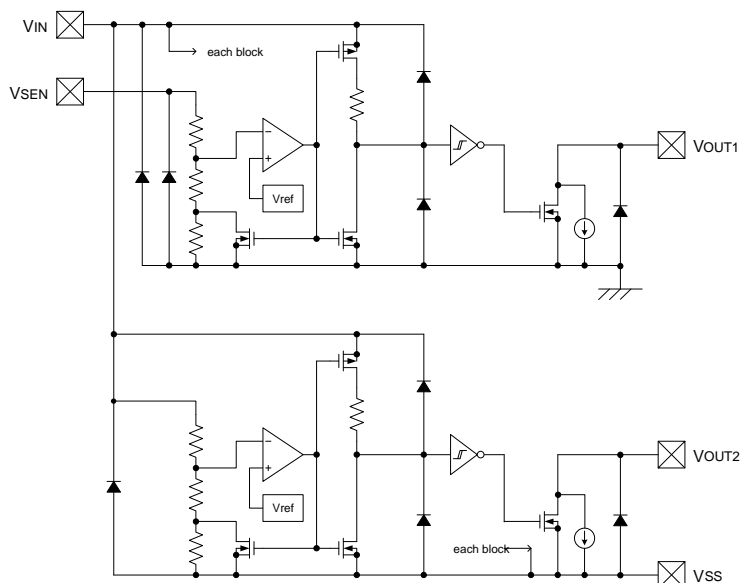 VIN
each block
VSEN
Vref
VOUT1
Vref
VOUT2
each block
VSS